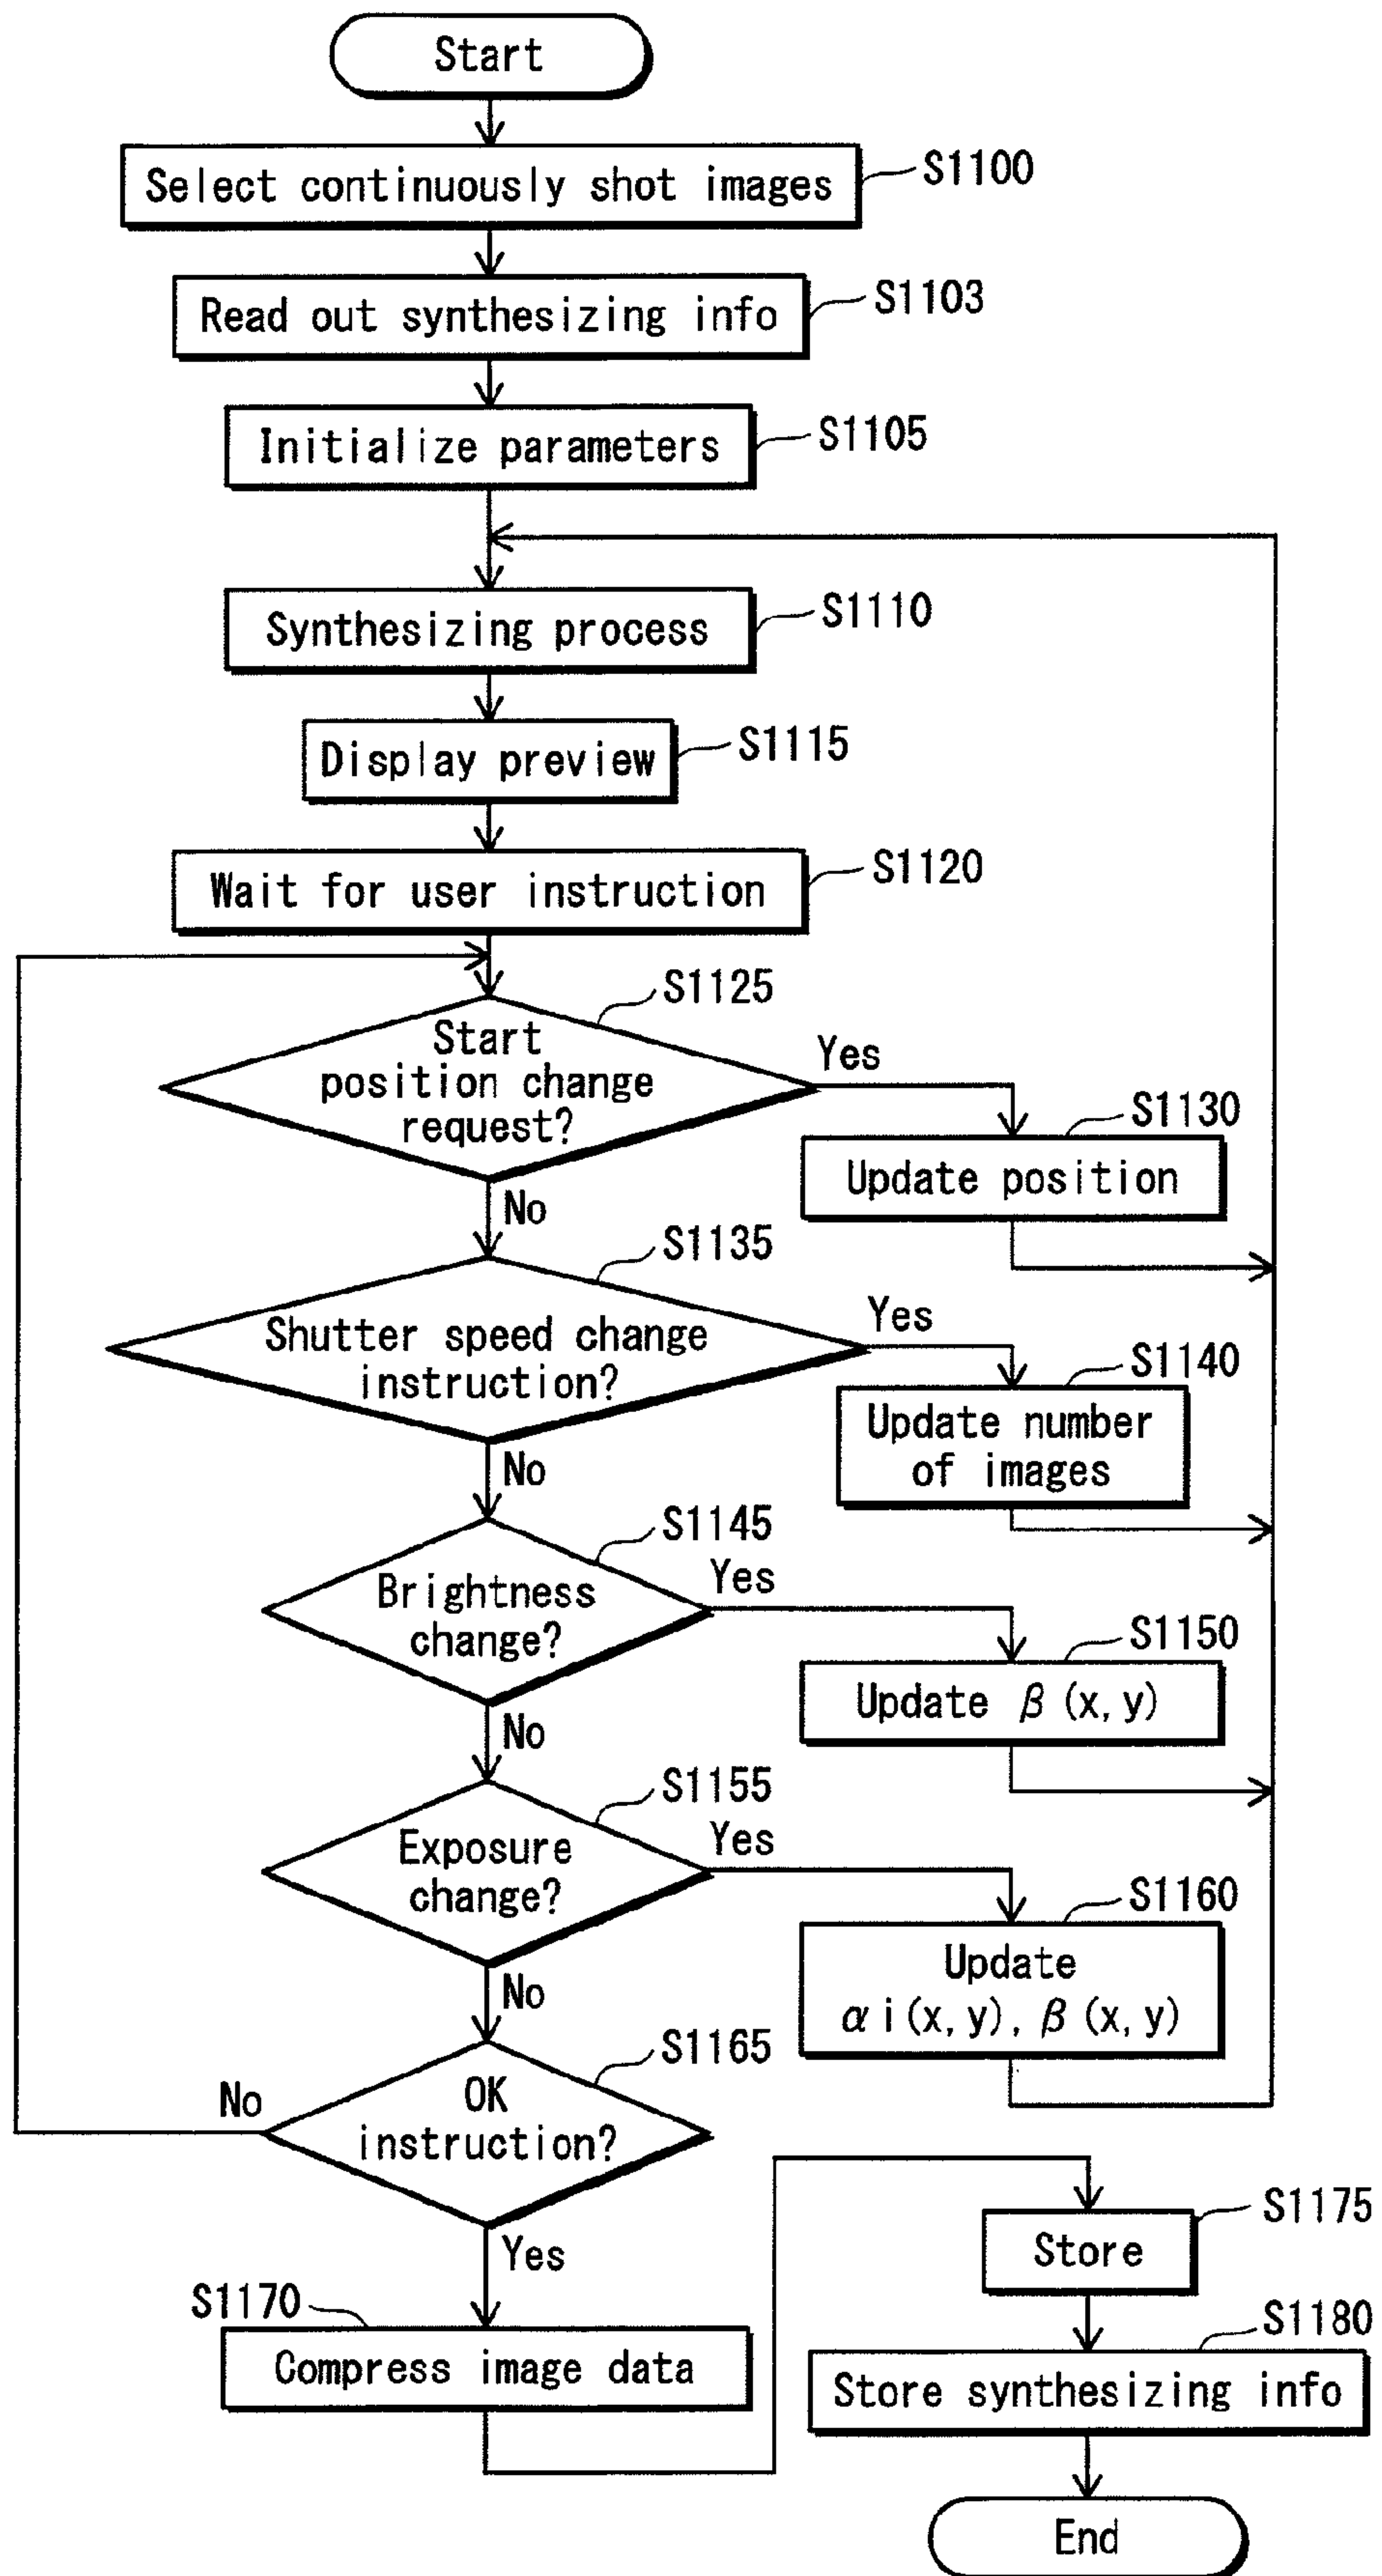 Start
Select continuously shot images
S1100
Read out synthesizing info
S1103
Initialize parameters
S1105
Synthesizing process
S1110
Display preview
S1115
Wait for user instruction
S1120
S1125
Start
position change
request?
Yes
S1130
Update position
No
S1135
Shutter speed change
instruction?
Yes
S1140
Update number
of images
No
S1145
Brightness
change?
Yes
S1150
Update β (x, y)
No
S1155
Exposure
change?
Yes
S1160
Update
α i (x, y), β (x, y)
No
S1165
OK
instruction?
No
Yes
S1170
Compress image data
S1175
Store
S1180
Store synthesizing info
End